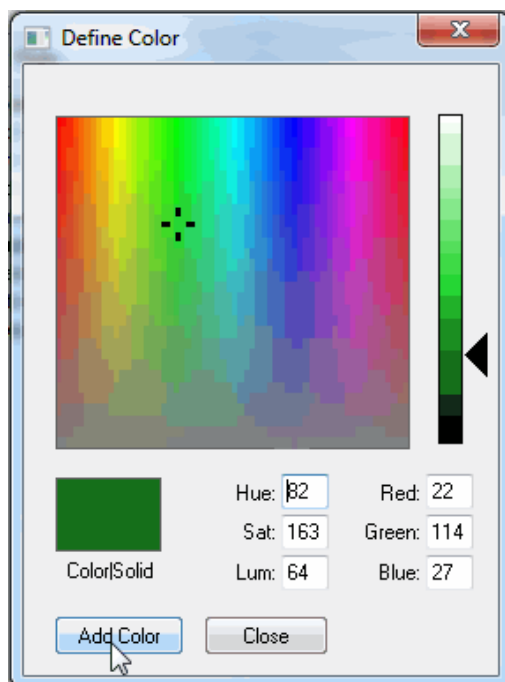 Define Color
Hue: 82 Red: 22
Sat: 163 Green: 114
Color|Solid
Lum: 64 Blue: 27
Add Color Close